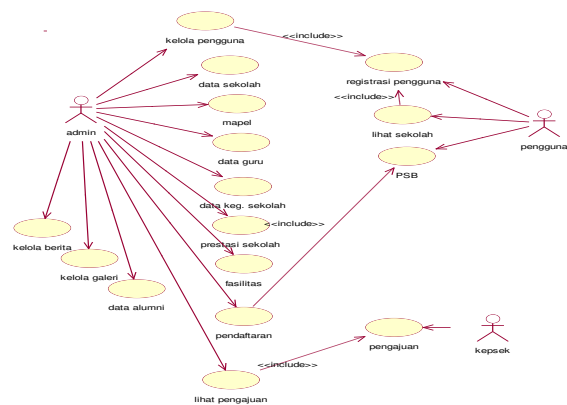 kelola pengguna
<<include>>
registrasi pengguna
data sekolah
<<include>>
mapel
admin
lihat sekolah
pengguna
data guru
PSB
data keg. sekolah
<<include>>
prestasi sekolah
kelola berita
kelola galeri
fasilitas
data alumni
pendaftaran
pengajuan
kepsek
<<include>>
lihat pengajuan